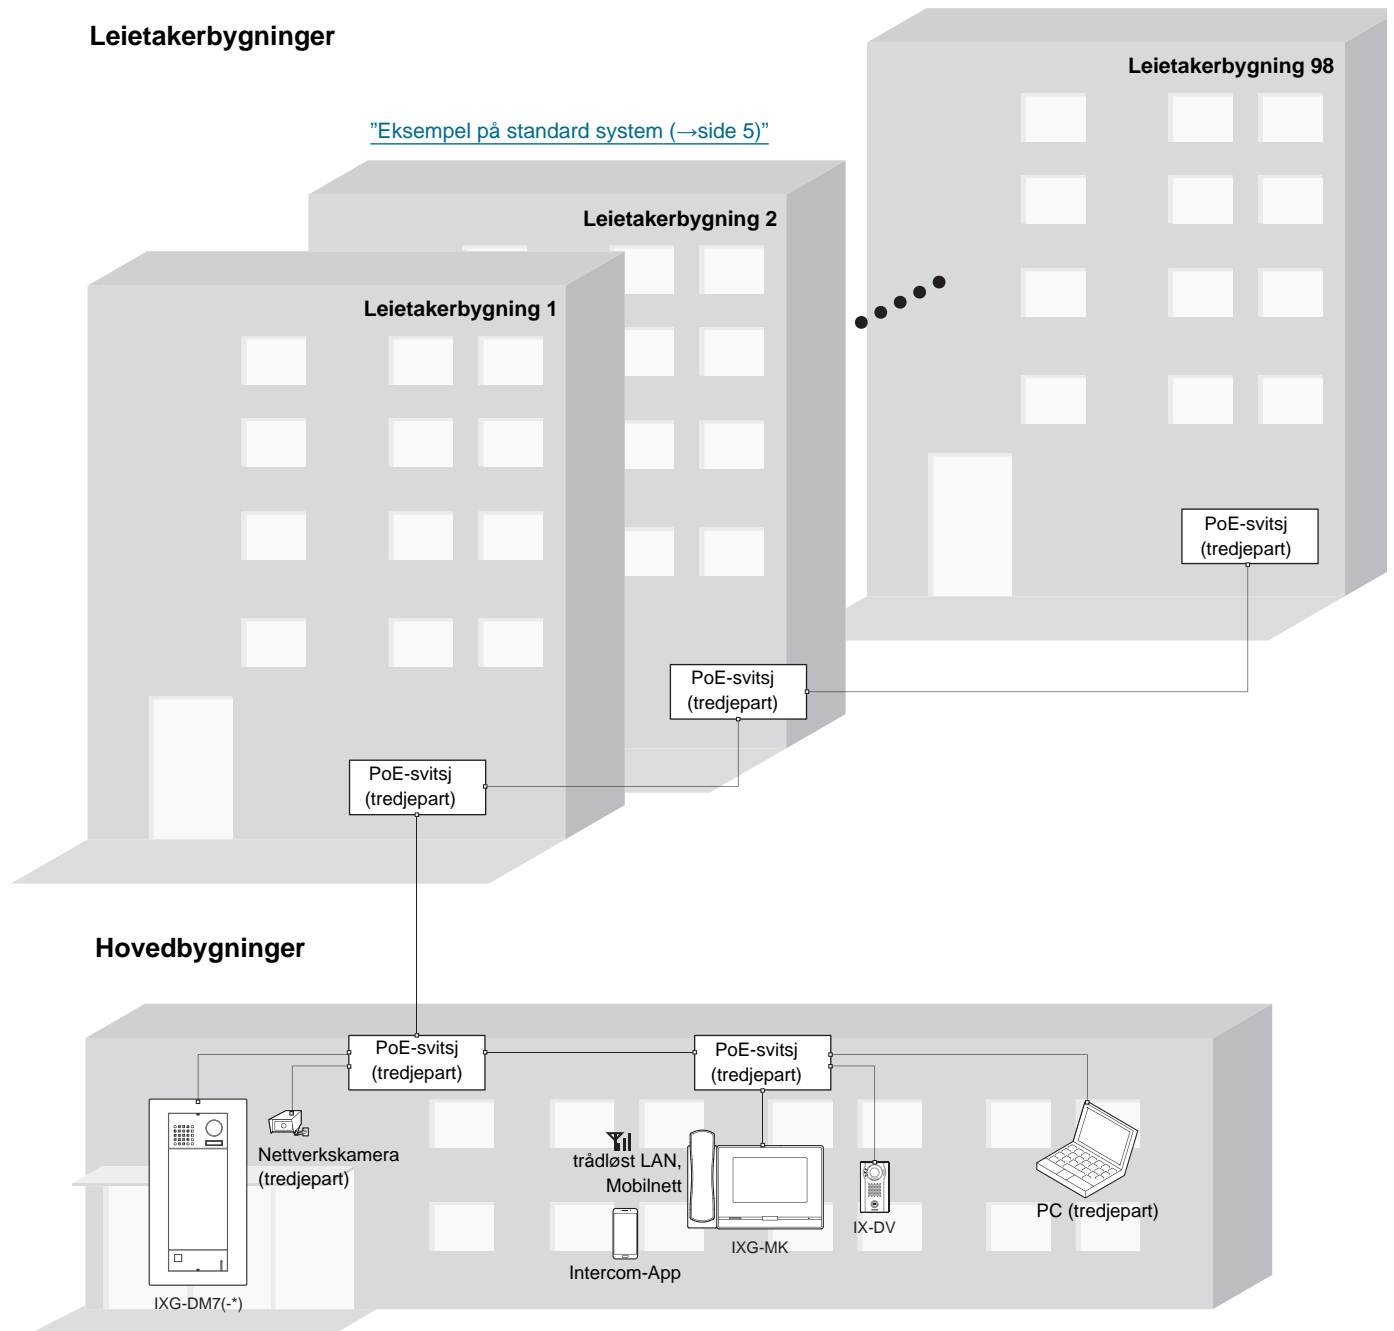 Leietakerbygninger
Leietakerbygning 98
”Eksempel på standard system (→side 5)”
Leietakerbygning 2
Leietakerbygning 1
PoE-svitsj
(tredjepart)
PoE-svitsj
(tredjepart)
PoE-svitsj
(tredjepart)
Hovedbygninger
PoE-svitsj
(tredjepart)
PoE-svitsj
(tredjepart)
Nettverkskamera
(tredjepart)
trådløst LAN,
Mobilnett
IXG-DM7(-*)
Intercom-App
IXG-MK
IX-DV
PC (tredjepart)